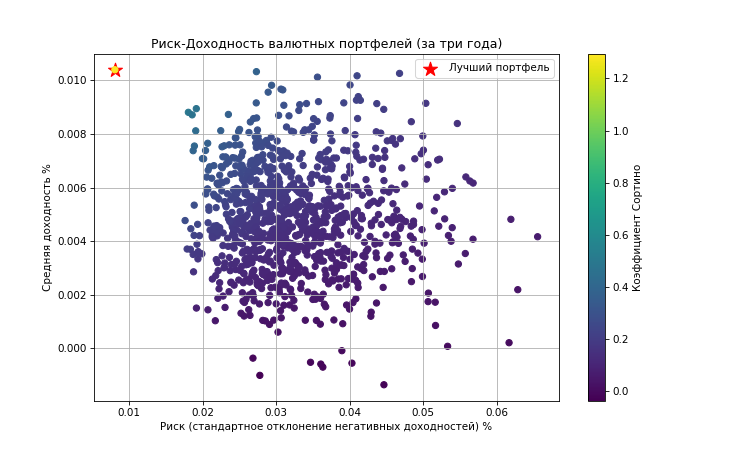 Риск-Доходность валютных портфелей (за три года)
Лучший портфель
Средняя доходность %
0.010
0.008
0.006
0.004
0.002
0.000
0.01 0.02 0.03 0.04 0.05 0.06
Риск (стандартное отклонение негативных доходностей) %
1.2
1.0
0.8
0.6
0.4
0.2
0.0
Коэффициент Сортино